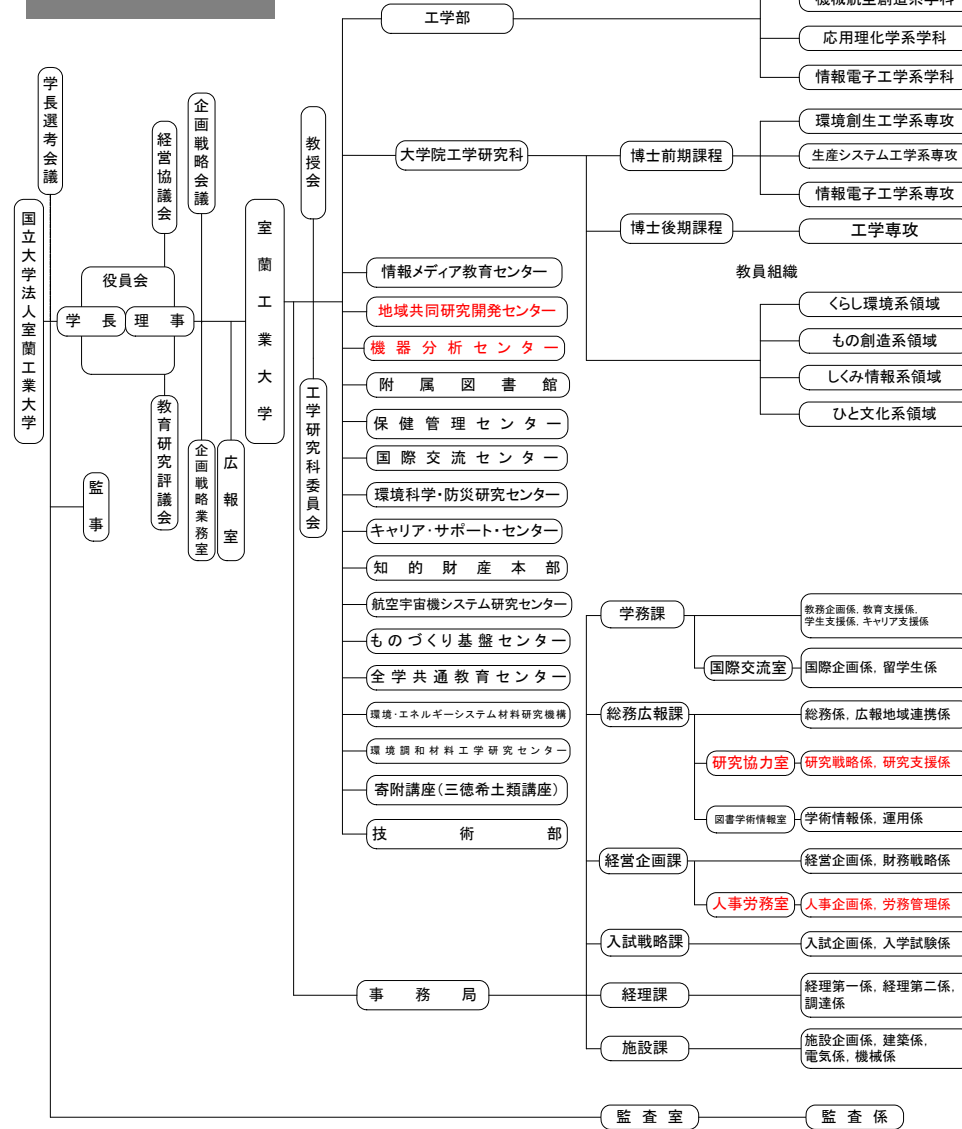 工学部
機械航空創造系学科
応用理化学系学科
情報電子工学系学科
学長選考会議
国立大学法人室蘭工業大学
監事
役員会
学長
理事
経営協議会
教育研究評議会
企画戦略会議
企画戦略業務室
広報室
室蘭工業大学
教授会
工学研究科委員会
大学院工学研究科
博士前期課程
環境創生工学系専攻
生産システム工学系専攻
情報電子工学系専攻
博士後期課程
工学専攻
教員組織
くらし環境系領域
もの創造系領域
しくみ情報系領域
ひと文化系領域
情報メディア教育センター
地域共同研究開発センター
機器分析センター
附属図書館
保健管理センター
国際交流センター
環境科学・防災研究センター
キャリア・サポート・センター
知的財産本部
航空宇宙機システム研究センター
ものづくり基盤センター
全学共通教育センター
環境・エネルギーシステム材料研究機構
環境調和材料工学研究センター
寄附講座(三徳希土類講座)
技術部
事務局
学務課
教務企画係, 教育支援係,
学生支援係, キャリア支援係
国際交流室
国際企画係, 留学生係
総務広報課
総務係, 広報地域連携係
研究協力室
研究戦略係, 研究支援係
図書学術情報室
学術情報係, 運用係
経営企画課
経営企画係, 財務戦略係
人事労務室
人事企画係, 労務管理係
入試戦略課
入試企画係, 入学試験係
経理課
経理第一係, 経理第二係,
調達係
施設課
施設企画係, 建築係,
電気係, 機械係
監査室
監査係